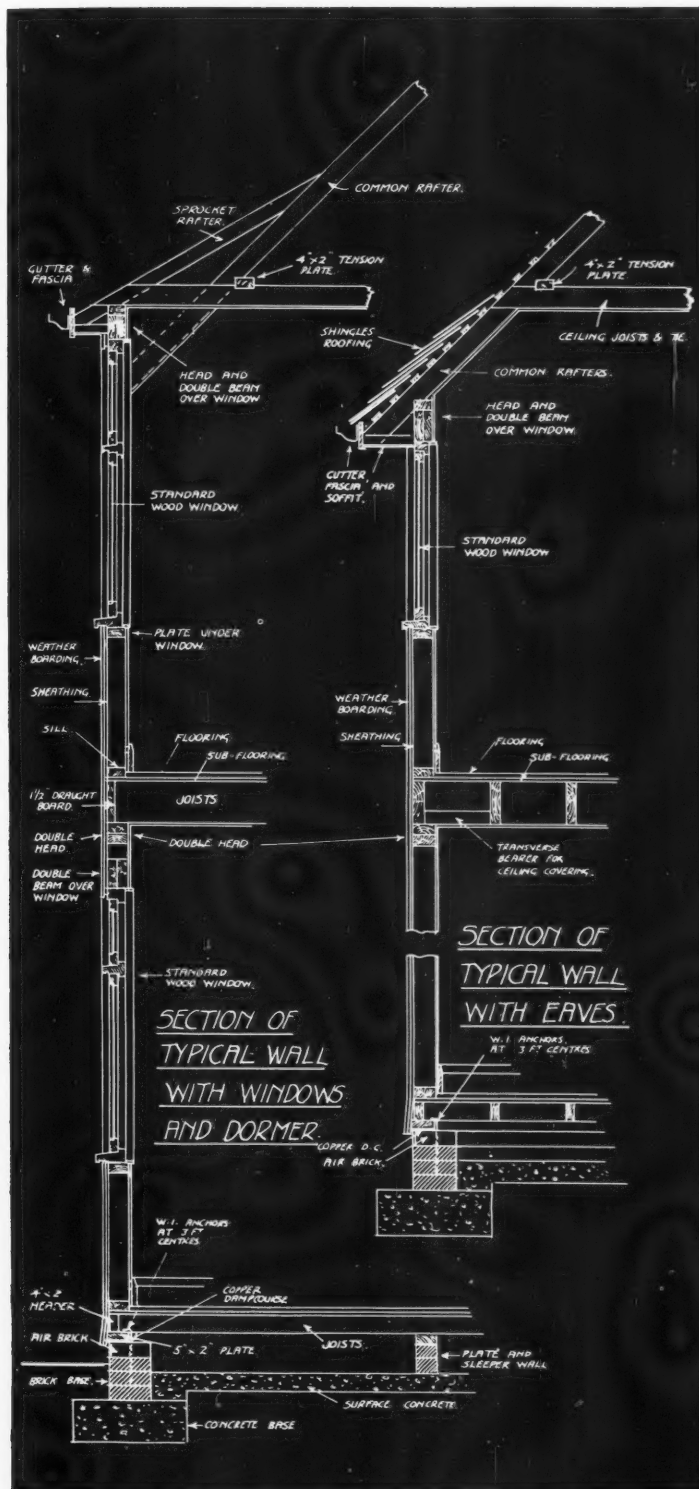 COMMON RAFTER.
SPROCKET
RAFTER.
4" x 2" TENSION
PLATE.
GUTTER &
FASCIA
HEAD AND
DOUBLE BEAM
OVER WINDOW
STANDARD
WOOD WINDOW.
PLATE UNDER
WINDOW.
WEATHER
BOARDING.
SHEATHING.
SILL
FLOORING
SUB-FLOORING
1½" DRAUGHT
BOARD.
JOISTS
DOUBLE
HEAD.
DOUBLE HEAD
DOUBLE
BEAM OVER
WINDOW
STANDARD
WOOD WINDOW.
SECTION OF
TYPICAL WALL
WITH WINDOWS
AND DORMER.
W.I. ANCHORS
AT 3 FT
CENTRES
4" x 2"
HEADER
COPPER
DAMPCOURSE
AIR BRICK
5" x 2" PLATE
JOISTS.
PLATE AND
SLEEPER WALL
BRICK BASE.
SURFACE CONCRETE
CONCRETE BASE
4" x 2" TENSION
PLATE.
SHINGLES
ROOFING
CEILING JOISTS & TIE.
COMMON RAFTERS.
HEAD AND
DOUBLE BEAM
OVER WINDOW.
GUTTER
FASCIA AND
SOFFIT.
STANDARD
WOOD WINDOW
WEATHER
BOARDING.
SHEATHING
FLOORING
SUB-FLOORING
TRANSVERSE
BEARER FOR
CEILING COVERING.
SECTION OF
TYPICAL WALL
WITH EAVES.
W.I. ANCHORS
AT 3 FT CENTRES
COPPER D.C.
AIR BRICK.